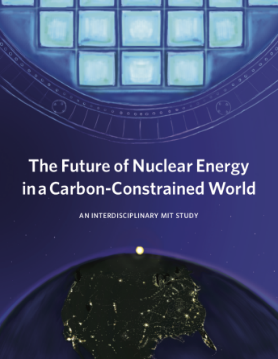 The Future of Nuclear Energy
in a Carbon-Constrained World
AN INTERDISCIPLINARY MIT STUDY